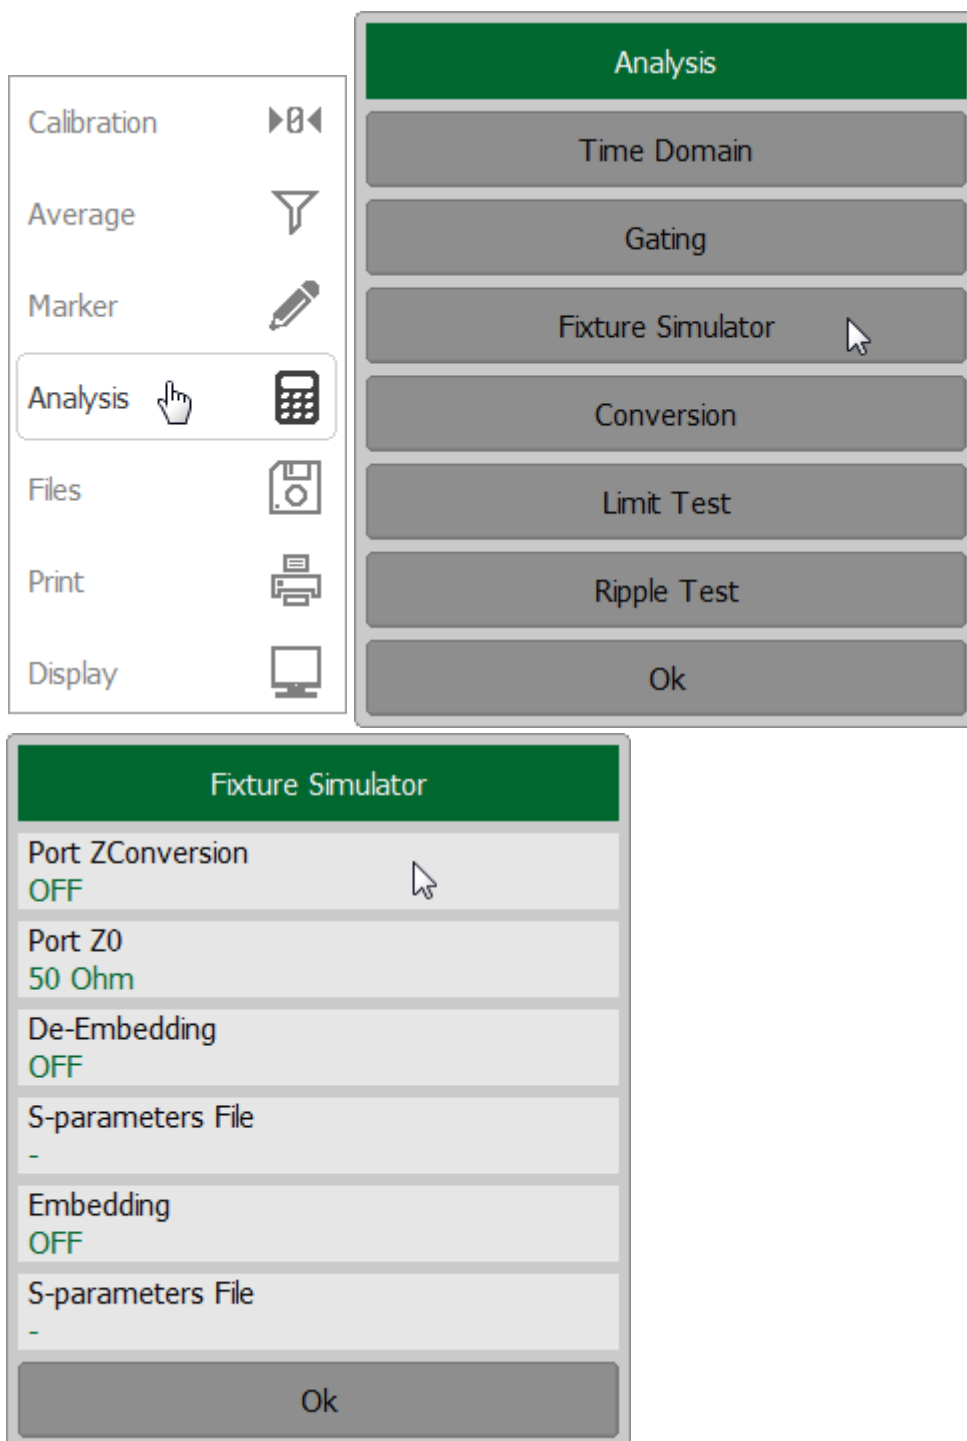 Calibration
Average
Marker
Analysis
Files
Print
Display
Analysis
Time Domain
Gating
Fixture Simulator
Conversion
Limit Test
Ripple Test
Ok
Fixture Simulator
Port ZConversion
OFF
Port Z0
50 Ohm
De-Embedding
OFF
S-parameters File
-
Embedding
OFF
S-parameters File
-
Ok